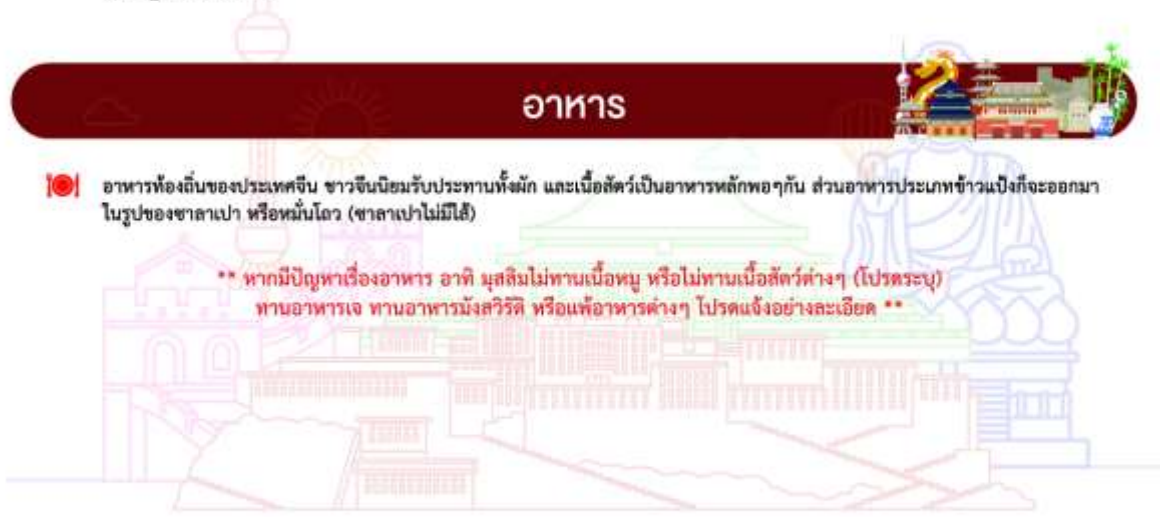 อาหาร
อาหารท้องถิ่นของประเทศจีน ชาวจีนนิยมรับประทานทั้งผัก และเนื้อสัตว์เป็นอาหารหลักพอๆกัน ส่วนอาหารประเภทข้าวแป้งก็จะออกมา
ในรูปของซาลาเปา หรือหมั่นโถว (ซาลาเปาไม่มีไส้)
** หากมีปัญหาเรื่องอาหาร อาทิ มุสลิมไม่ทานเนื้อหมู หรือไม่ทานเนื้อสัตว์ต่างๆ (โปรดระบุ)
ทานอาหารเจ ทานอาหารมังสวิรัติ หรือแพ้อาหารต่างๆ โปรดแจ้งอย่างละเอียด **